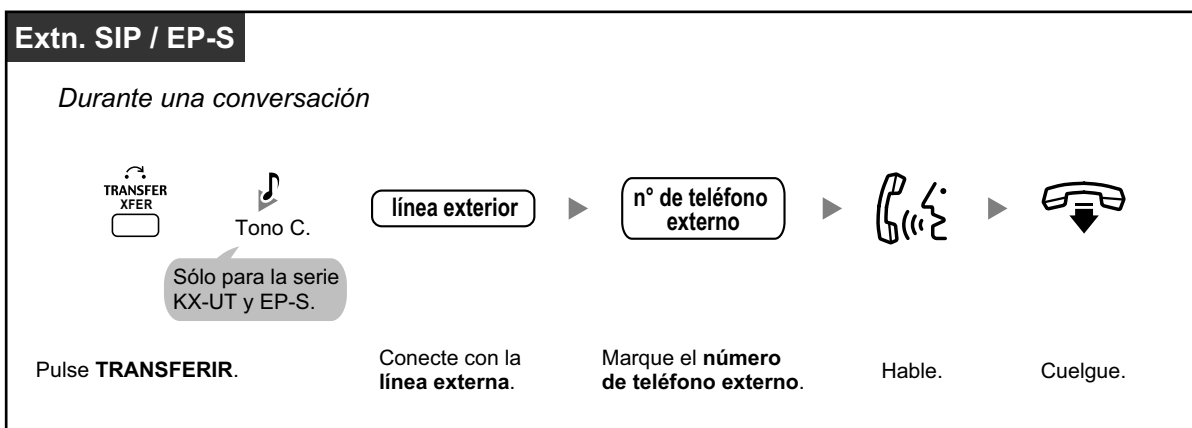 Extn. SIP / EP-S
Durante una conversación
TRANSFER
XFER
Tono C.
Sólo para la serie
KX-UT y EP-S.
línea exterior
n° de teléfono
externo
Pulse TRANSFERIR.
Conecte con la
línea externa.
Marque el número
de teléfono externo.
Hable.
Cuelgue.